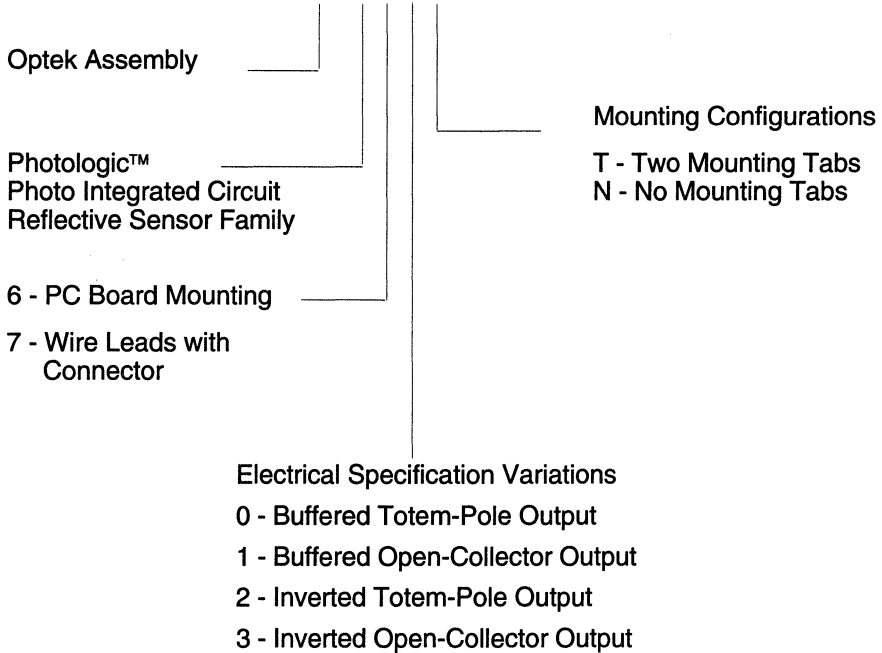 Optek Assembly
Photologic™
Photo Integrated Circuit
Reflective Sensor Family
6 - PC Board Mounting
7 - Wire Leads with
Connector
Mounting Configurations
T - Two Mounting Tabs
N - No Mounting Tabs
Electrical Specification Variations
0 - Buffered Totem-Pole Output
1 - Buffered Open-Collector Output
2 - Inverted Totem-Pole Output
3 - Inverted Open-Collector Output